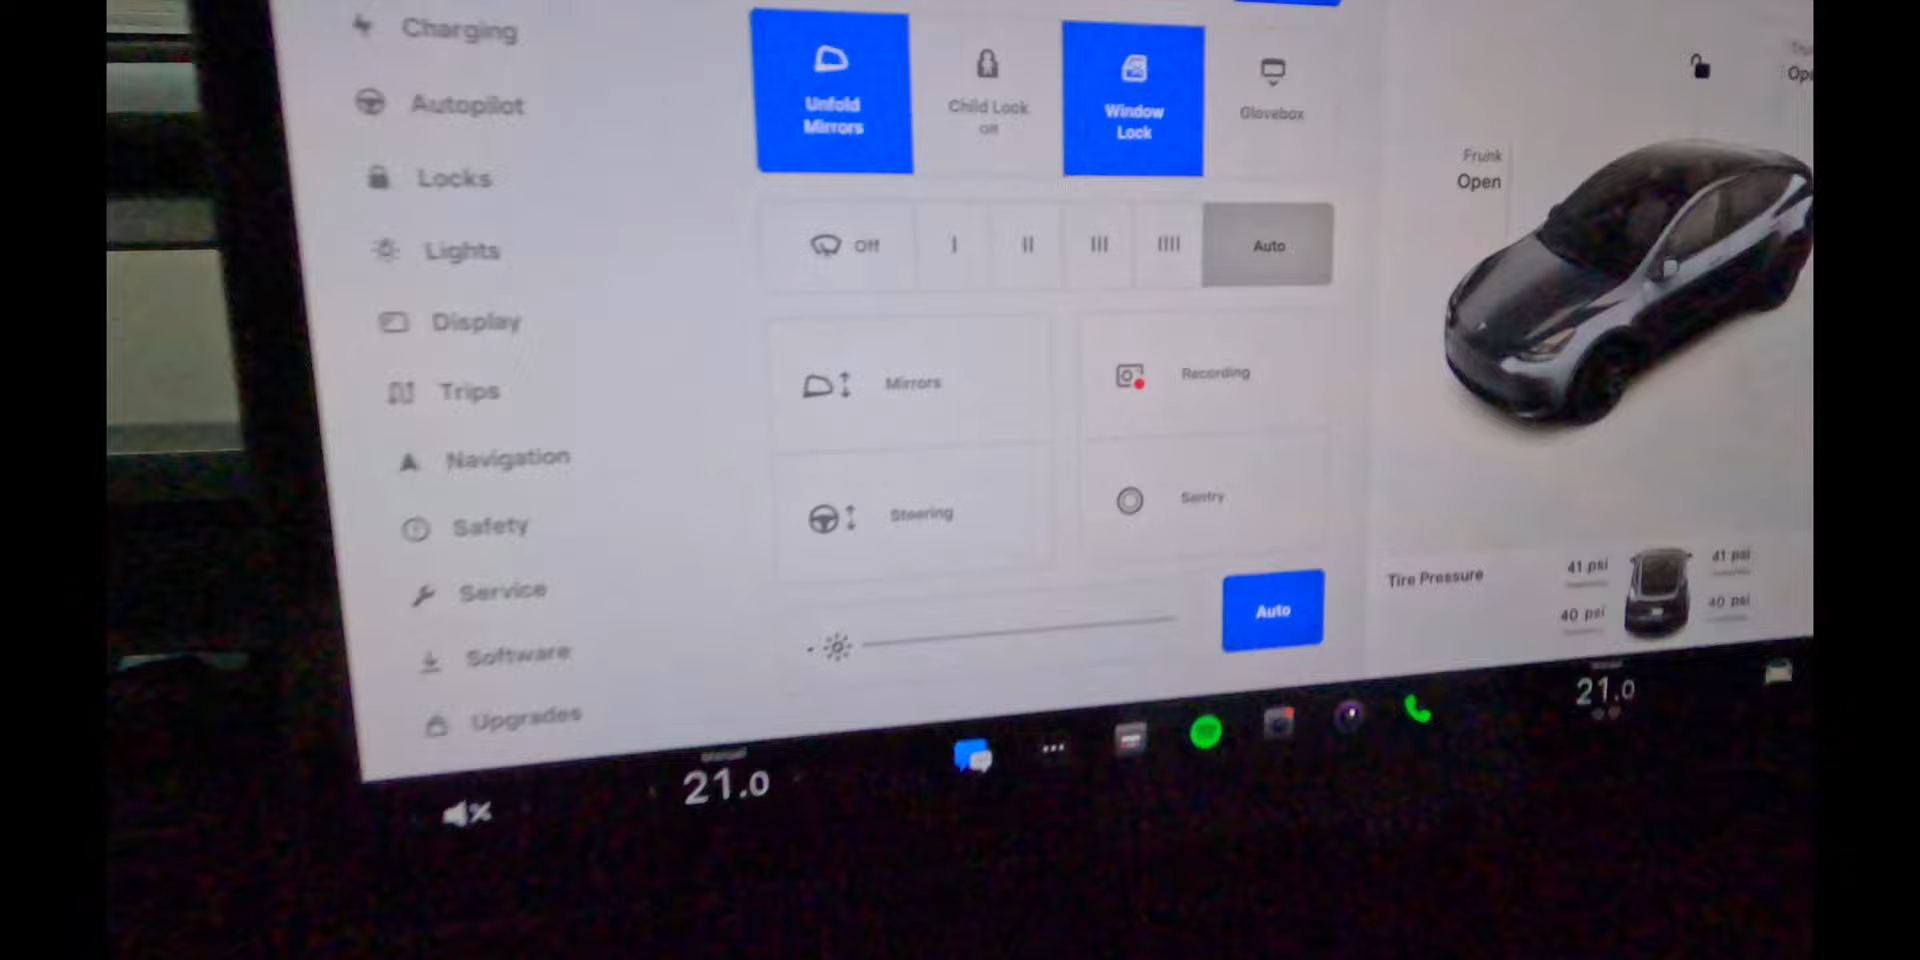 Charging
Autopilot
Locks
Lights
Display
Trips
Navigation
Safety
Service
Software
Upgrades
Unfold
Mirrors
Child Lock
Off
Window
Lock
Glovebox
Off
I
II
III
IIII
Auto
Mirrors
Recording
Steering
Sentry
Auto
Frunk
Open
Tire Pressure
41 psi
41 psi
40 psi
40 psi
21.0
21.0